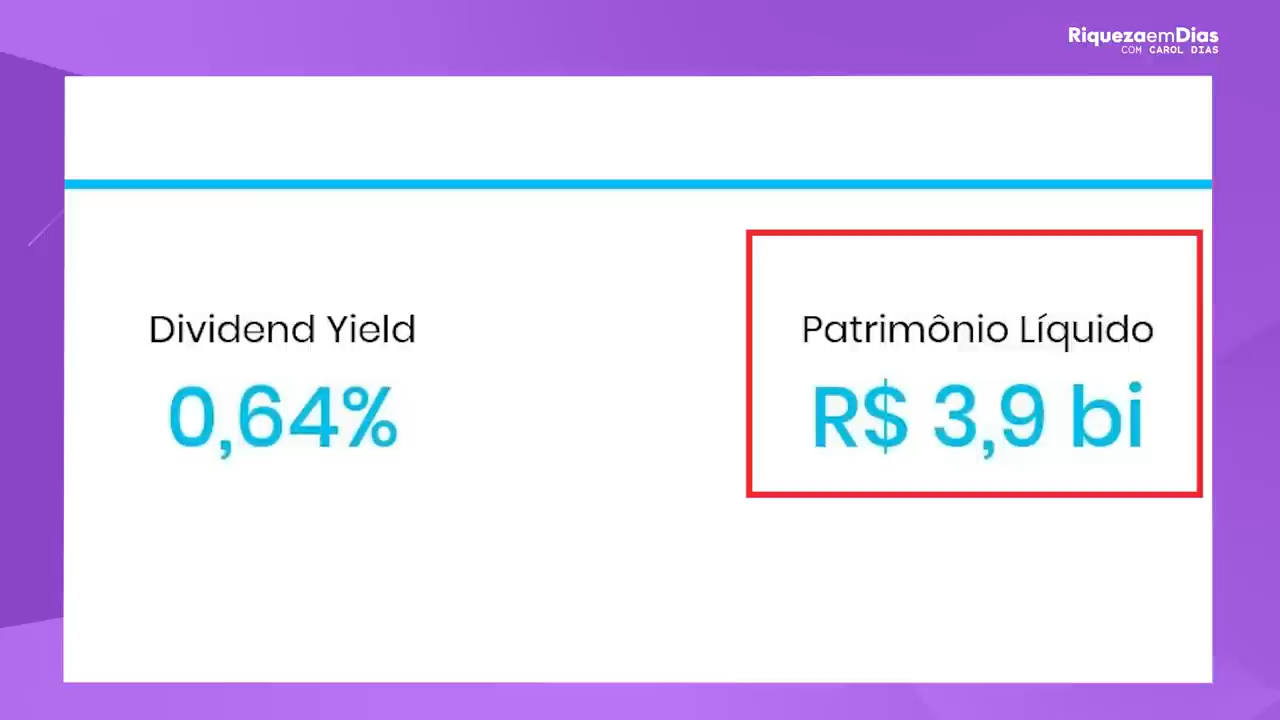 RiquezaemDias
COM CAROL DIAS
Dividend Yield
0,64%
Patrimônio Líquido
R$ 3,9 bi